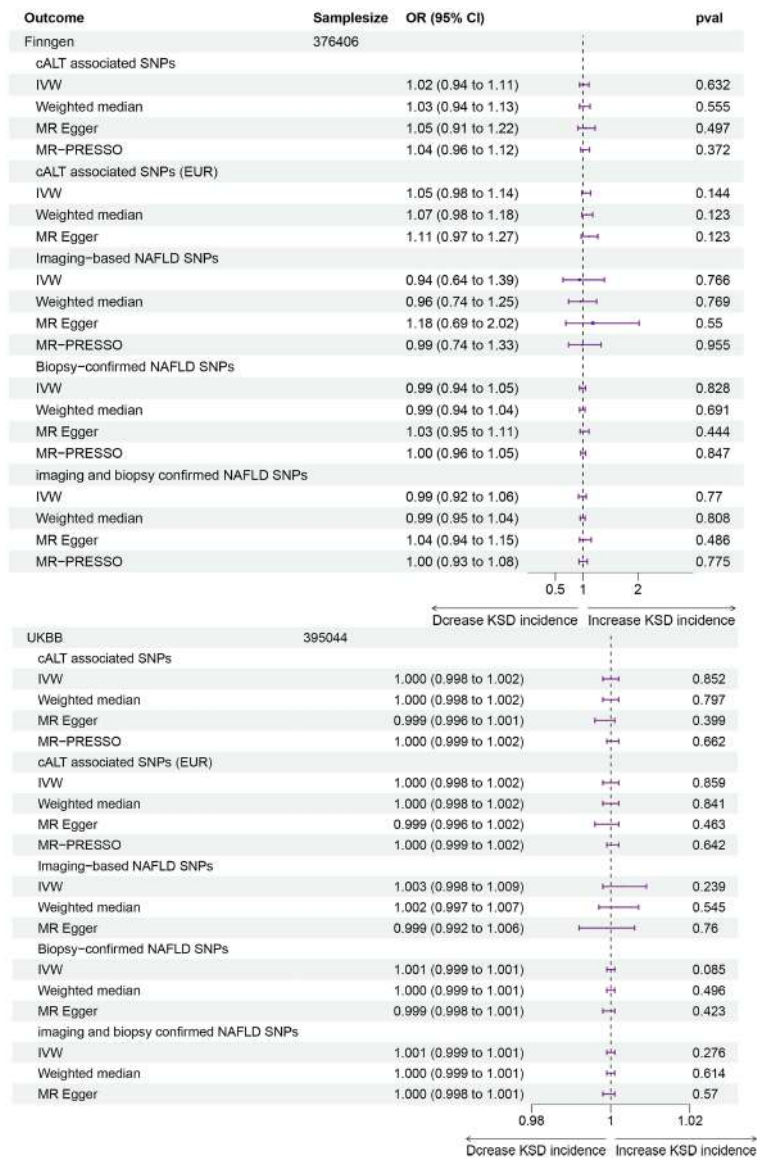 Outcome Samplesize OR (95% CI) pval
Finngen 376406
cALT associated SNPs
IVW 1.02 (0.94 to 1.11) 0.632
Weighted median 1.03 (0.94 to 1.13) 0.555
MR Egger 1.05 (0.91 to 1.22) 0.497
MR−PRESSO 1.04 (0.96 to 1.12) 0.372
cALT associated SNPs (EUR)
IVW 1.05 (0.98 to 1.14) 0.144
Weighted median 1.07 (0.98 to 1.18) 0.123
MR Egger 1.11 (0.97 to 1.27) 0.123
Imaging−based NAFLD SNPs
IVW 0.94 (0.64 to 1.39) 0.766
Weighted median 0.96 (0.74 to 1.25) 0.769
MR Egger 1.18 (0.69 to 2.02) 0.55
MR−PRESSO 0.99 (0.74 to 1.33) 0.955
Biopsy−confirmed NAFLD SNPs
IVW 0.99 (0.94 to 1.05) 0.828
Weighted median 0.99 (0.94 to 1.04) 0.691
MR Egger 1.03 (0.95 to 1.11) 0.444
MR−PRESSO 1.00 (0.96 to 1.05) 0.847
imaging and biopsy confirmed NAFLD SNPs
IVW 0.99 (0.92 to 1.06) 0.77
Weighted median 0.99 (0.95 to 1.04) 0.808
MR Egger 1.04 (0.94 to 1.15) 0.486
MR−PRESSO 1.00 (0.93 to 1.08) 0.775
0.5 1 2
Dcrease KSD incidence Increase KSD incidence
UKBB 395044
cALT associated SNPs
IVW 1.000 (0.998 to 1.002) 0.852
Weighted median 1.000 (0.998 to 1.002) 0.797
MR Egger 0.999 (0.996 to 1.001) 0.399
MR−PRESSO 1.000 (0.999 to 1.002) 0.662
cALT associated SNPs (EUR)
IVW 1.000 (0.998 to 1.002) 0.859
Weighted median 1.000 (0.998 to 1.002) 0.841
MR Egger 0.999 (0.996 to 1.002) 0.463
MR−PRESSO 1.000 (0.999 to 1.002) 0.642
Imaging−based NAFLD SNPs
IVW 1.003 (0.998 to 1.009) 0.239
Weighted median 1.002 (0.997 to 1.007) 0.545
MR Egger 0.999 (0.992 to 1.006) 0.76
Biopsy−confirmed NAFLD SNPs
IVW 1.001 (0.999 to 1.001) 0.085
Weighted median 1.000 (0.999 to 1.001) 0.496
MR Egger 0.999 (0.998 to 1.001) 0.423
imaging and biopsy confirmed NAFLD SNPs
IVW 1.001 (0.999 to 1.001) 0.276
Weighted median 1.000 (0.999 to 1.001) 0.614
MR Egger 1.000 (0.998 to 1.001) 0.57
0.98 1 1.02
Dcrease KSD incidence Increase KSD incidence